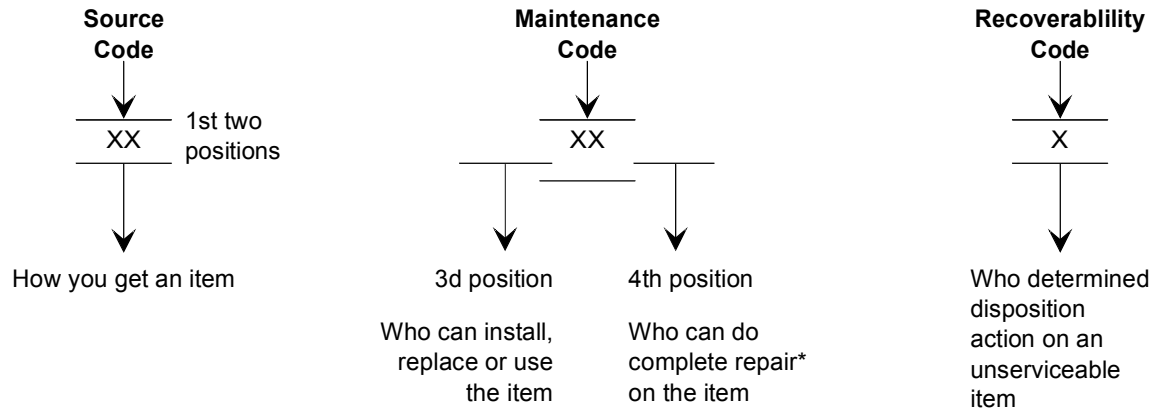 Source
Code
XX
1st two
positions
How you get an item
Maintenance
Code
XX
3d position
Who can install,
replace or use
the item
4th position
Who can do
complete repair*
on the item
Recoverablility
Code
X
Who determined
disposition
action on an
unserviceable
item